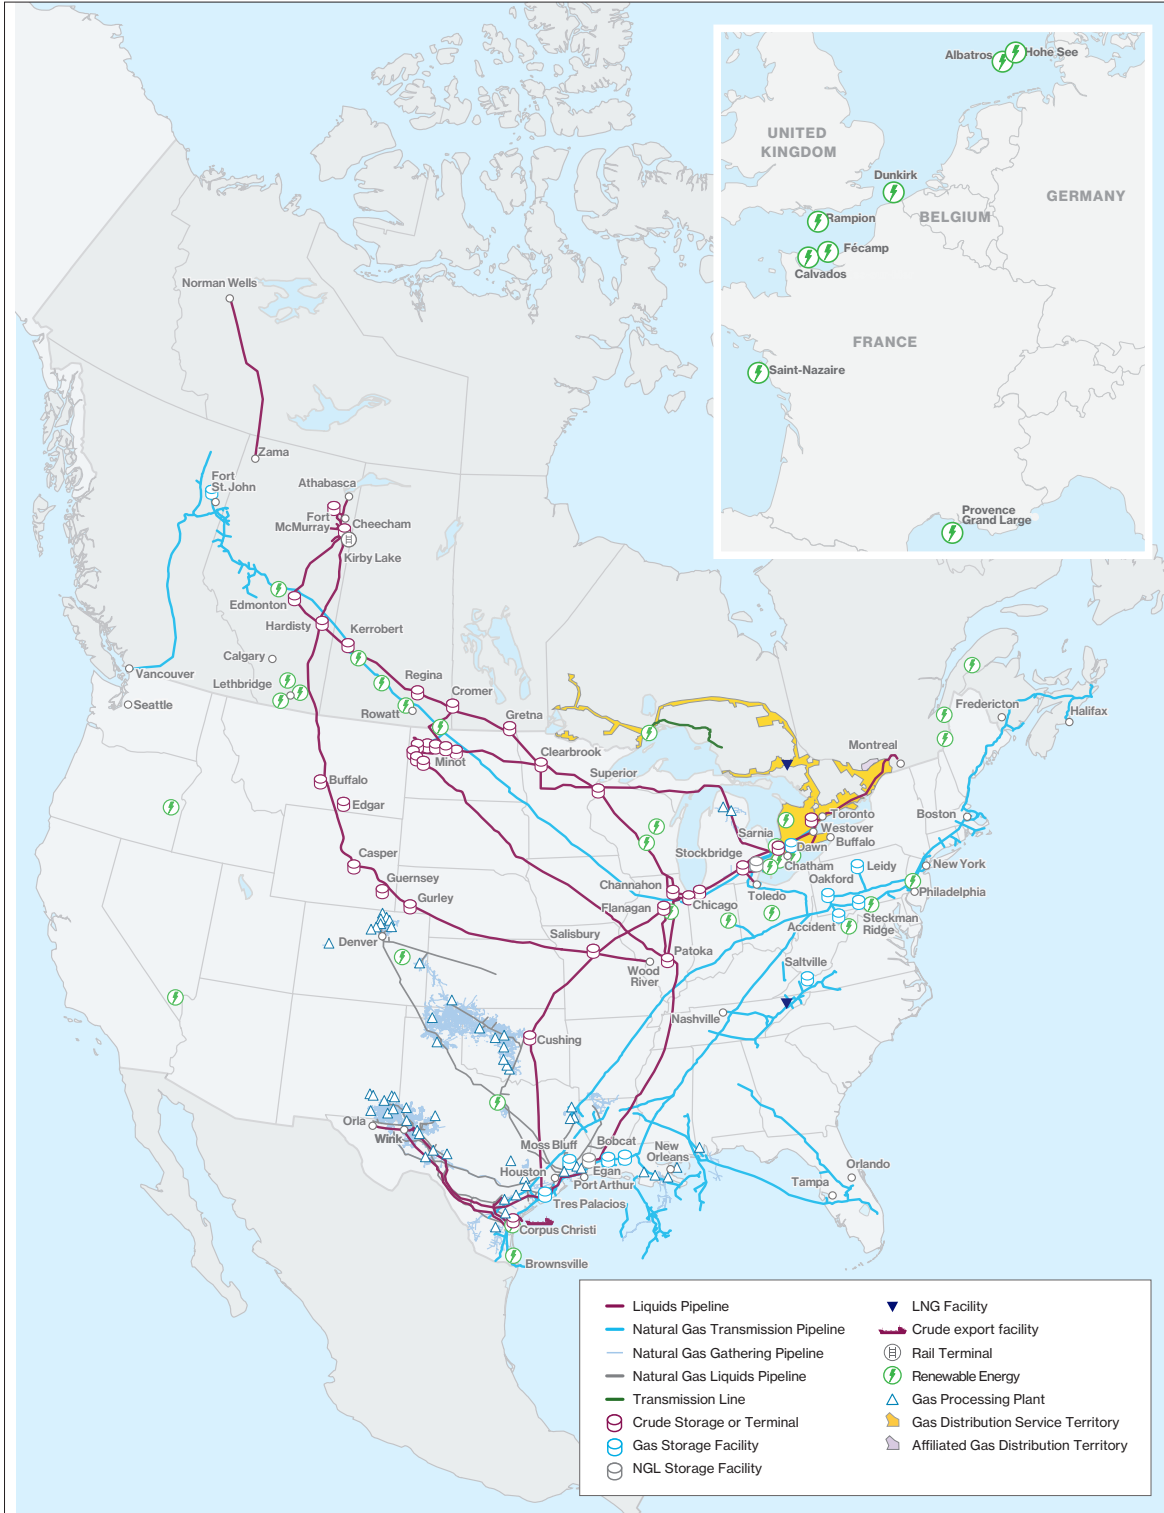 Albatros
Hohe See
UNITED
KINGDOM
Dunkirk
GERMANY
BELGIUM
Rampion
Fécamp
Calvados
FRANCE
Saint-Nazaire
Provence
Grand Large
Norman Wells
Zama
Fort
St. John
Athabasca
Fort
McMurray
Cheecham
Kirby Lake
Edmonton
Hardisty
Kerrobert
Calgary
Vancouver
Lethbridge
Seattle
Regina
Cromer
Rowatt
Gretna
Fredericton
Halifax
Minot
Clearbrook
Montreal
Superior
Buffalo
Edgar
Toronto
Westover
Buffalo
Boston
Sarnia
Dawn
Stockbridge
Chatham
Casper
Guernsey
Gurley
Oakford
Leidy
New York
Philadelphia
Channahon
Toledo
Flanagan
Chicago
Accident
Steckman
Ridge
Denver
Salisbury
Patoka
Wood
River
Saltville
Nashville
Cushing
Orla
Wink
Moss Bluff
Bobcat
New
Orleans
Houston
Egan
Port Arthur
Orlando
Tampa
Tres Palacios
Corpus Christi
Brownsville
Liquids Pipeline
Natural Gas Transmission Pipeline
Natural Gas Gathering Pipeline
Natural Gas Liquids Pipeline
Transmission Line
Crude Storage or Terminal
Gas Storage Facility
NGL Storage Facility
LNG Facility
Crude export facility
Rail Terminal
Renewable Energy
Gas Processing Plant
Gas Distribution Service Territory
Affiliated Gas Distribution Territory